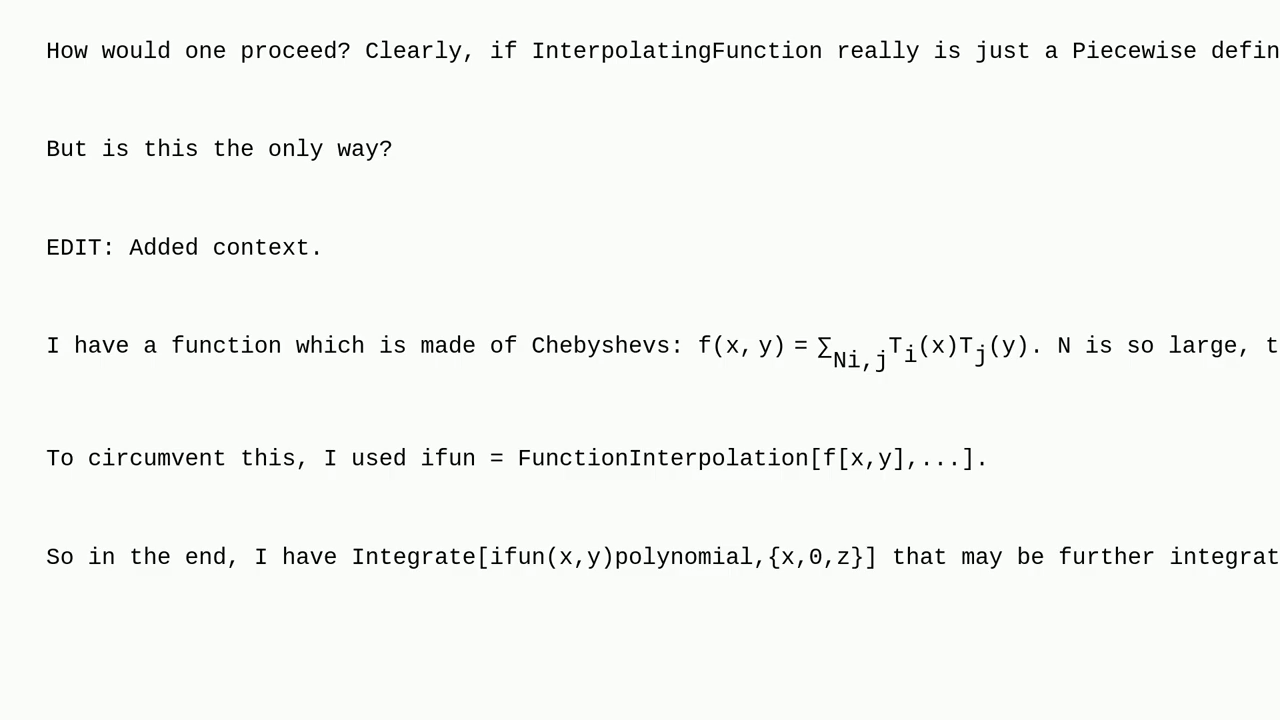 How would one proceed? Clearly, if InterpolatingFunction really is just a Piecewise defin
But is this the only way?
EDIT: Added context.
I have a function which is made of Chebyshevs: f(x, y) = ∑Ni,jTi(x)Tj(y). N is so large, t
To circumvent this, I used ifun = FunctionInterpolation[f[x,y],...].
So in the end, I have Integrate[ifun(x,y)polynomial,{x,0,z}] that may be further integrat